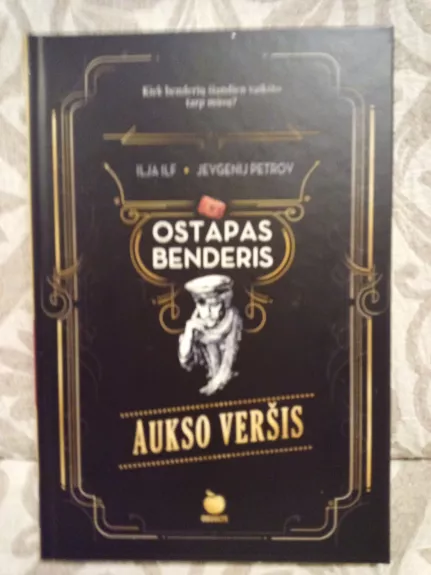 Kiek benderių šiandien vaikšto
tarp mūsų?
ILJA ILF • JEVGENIJ PETROV
OSTAPAS
BENDERIS
AUKSO VERŠIS